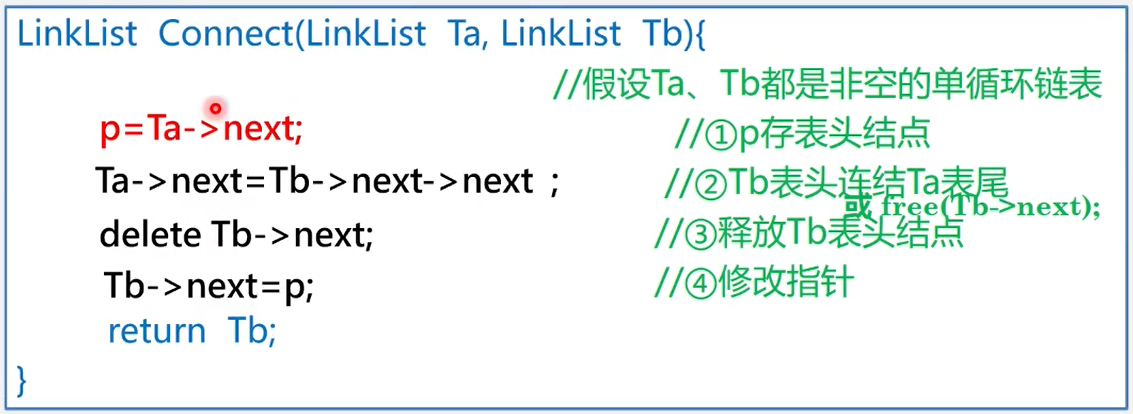 LinkList Connect(LinkList Ta, LinkList Tb){
//假设Ta、Tb都是非空的单循环链表
p=Ta->next; //①p存表头结点
Ta->next=Tb->next->next ; //②Tb表头连结Ta表尾
或 free(Tb->next);
delete Tb->next; //③释放Tb表头结点
Tb->next=p; //④修改指针
return Tb;
}